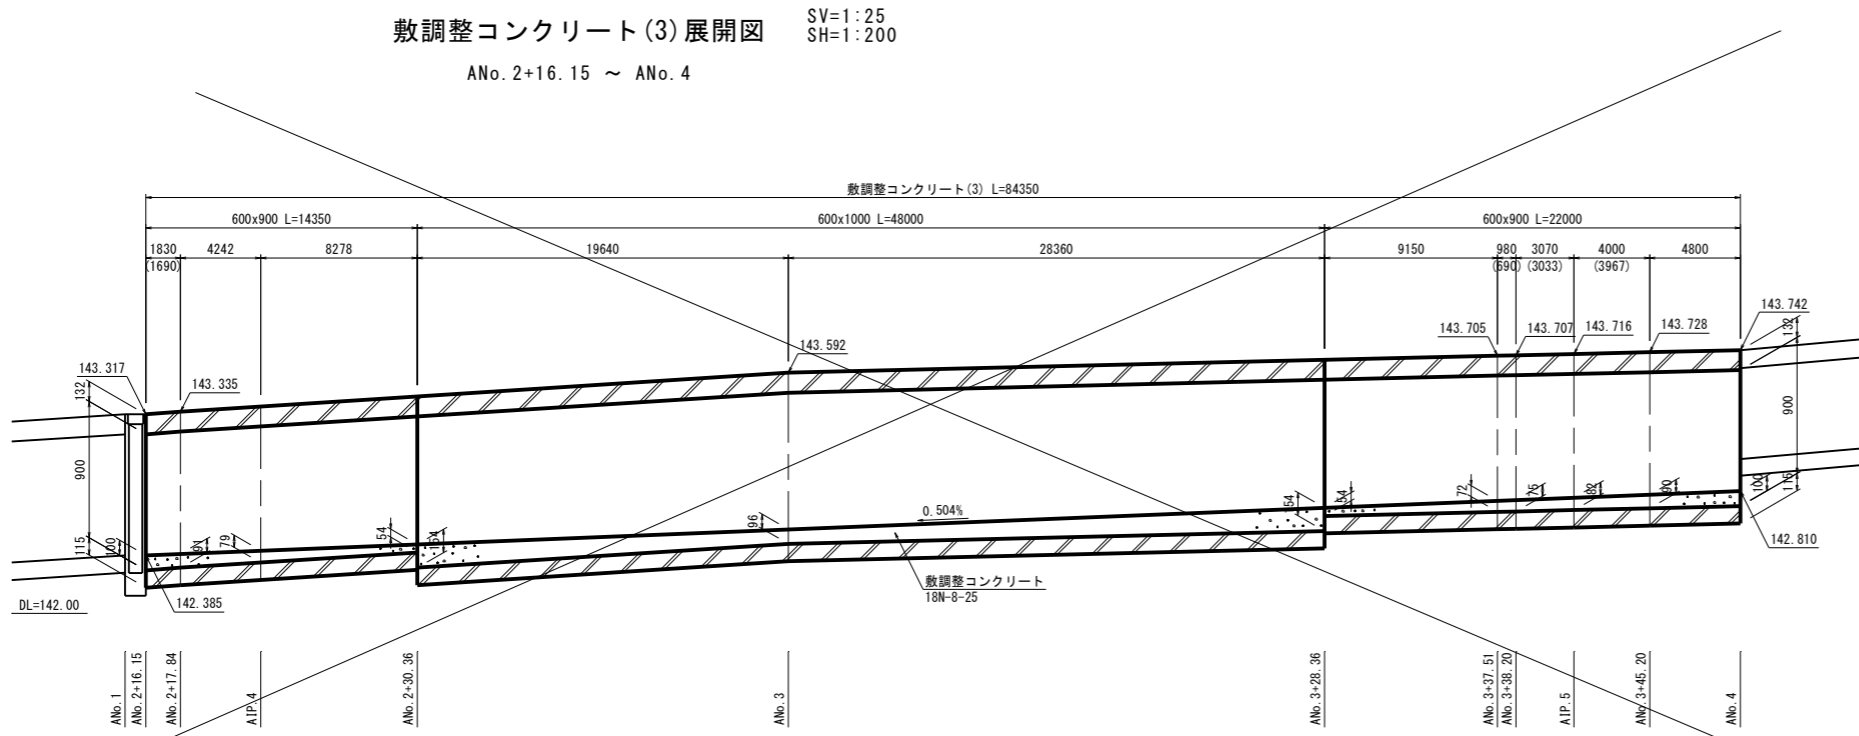 敷調整コンクリート(3)展開図
SV=1:25
SH=1:200
ANo.2+16.15 ～ ANo.4
敷調整コンクリート(3) L=84350
600x900 L=14350
600x1000 L=48000
600x900 L=22000
1830
4242
8278
19640
28360
9150
980
3070
4000
4800
(1690)
(690)
(3033)
(3967)
143.317
143.335
143.592
143.705
143.707
143.716
143.728
143.742
132
900
115
100
91
79
54
154
96
0.504%
154
54
72
75
82
90
100
115
900
132
142.385
142.810
敷調整コンクリート
18N-8-25
DL=142.00
ANo.1
ANo.2+16.15
ANo.2+17.84
AIP.4
ANo.2+30.36
ANo.3
ANo.3+28.36
ANo.3+37.51
ANo.3+38.20
AIP.5
ANo.3+45.20
ANo.4